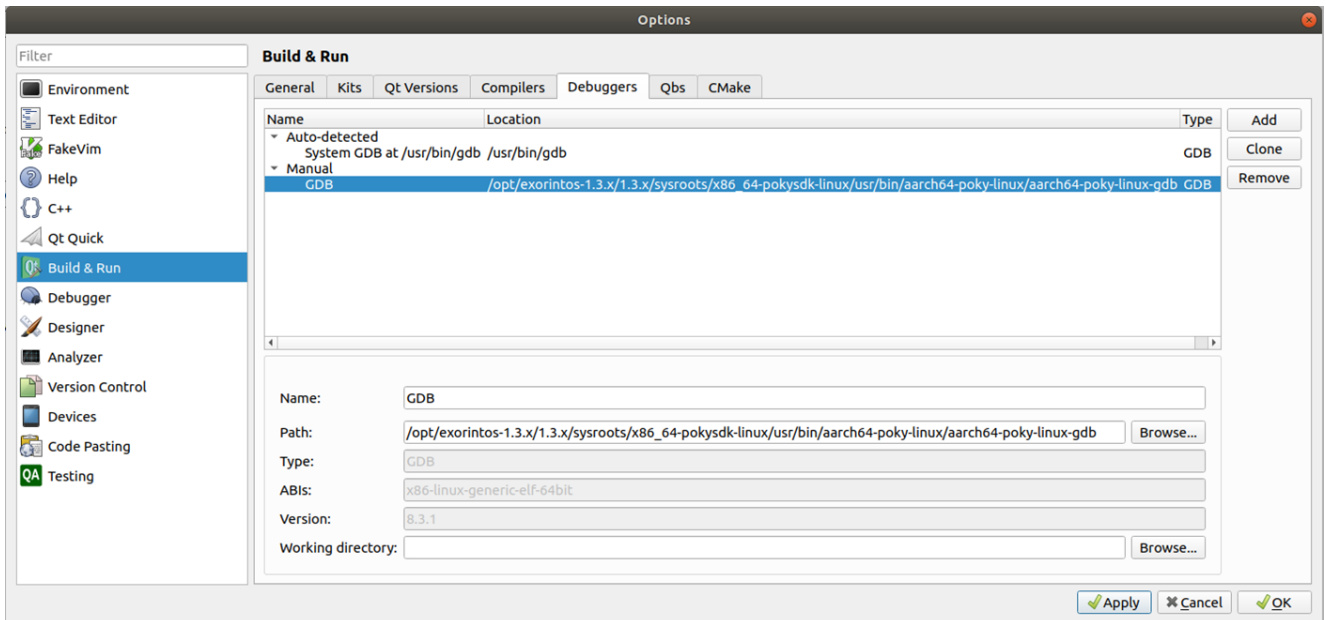 Options
Filter
Environment
Text Editor
FakeVim
Help
C++
Qt Quick
Build & Run
Debugger
Designer
Analyzer
Version Control
Devices
Code Pasting
QA Testing
Build & Run
General Kits Qt Versions Compilers Debuggers Qbs CMake
Name Location Type
Auto-detected
System GDB at /usr/bin/gdb /usr/bin/gdb GDB
Manual
GDB /opt/exorintos-1.3.x/1.3.x/sysroots/x86_64-pokysdk-linux/usr/bin/aarch64-poky-linux/aarch64-poky-linux-gdb GDB
Add
Clone
Remove
Name: GDB
Path: /opt/exorintos-1.3.x/1.3.x/sysroots/x86_64-pokysdk-linux/usr/bin/aarch64-poky-linux/aarch64-poky-linux-gdb Browse...
Type: GDB
ABIs: x86-linux-generic-elf-64bit
Version: 8.3.1
Working directory: Browse...
Apply Cancel OK